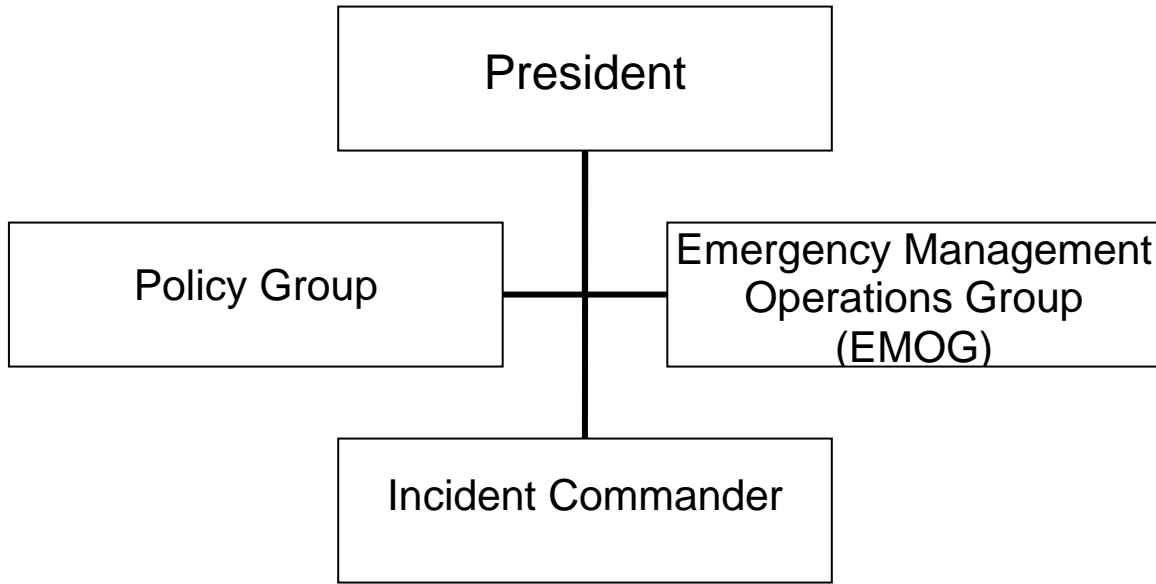 President
Policy Group
Emergency Management
Operations Group
(EMOG)
Incident Commander